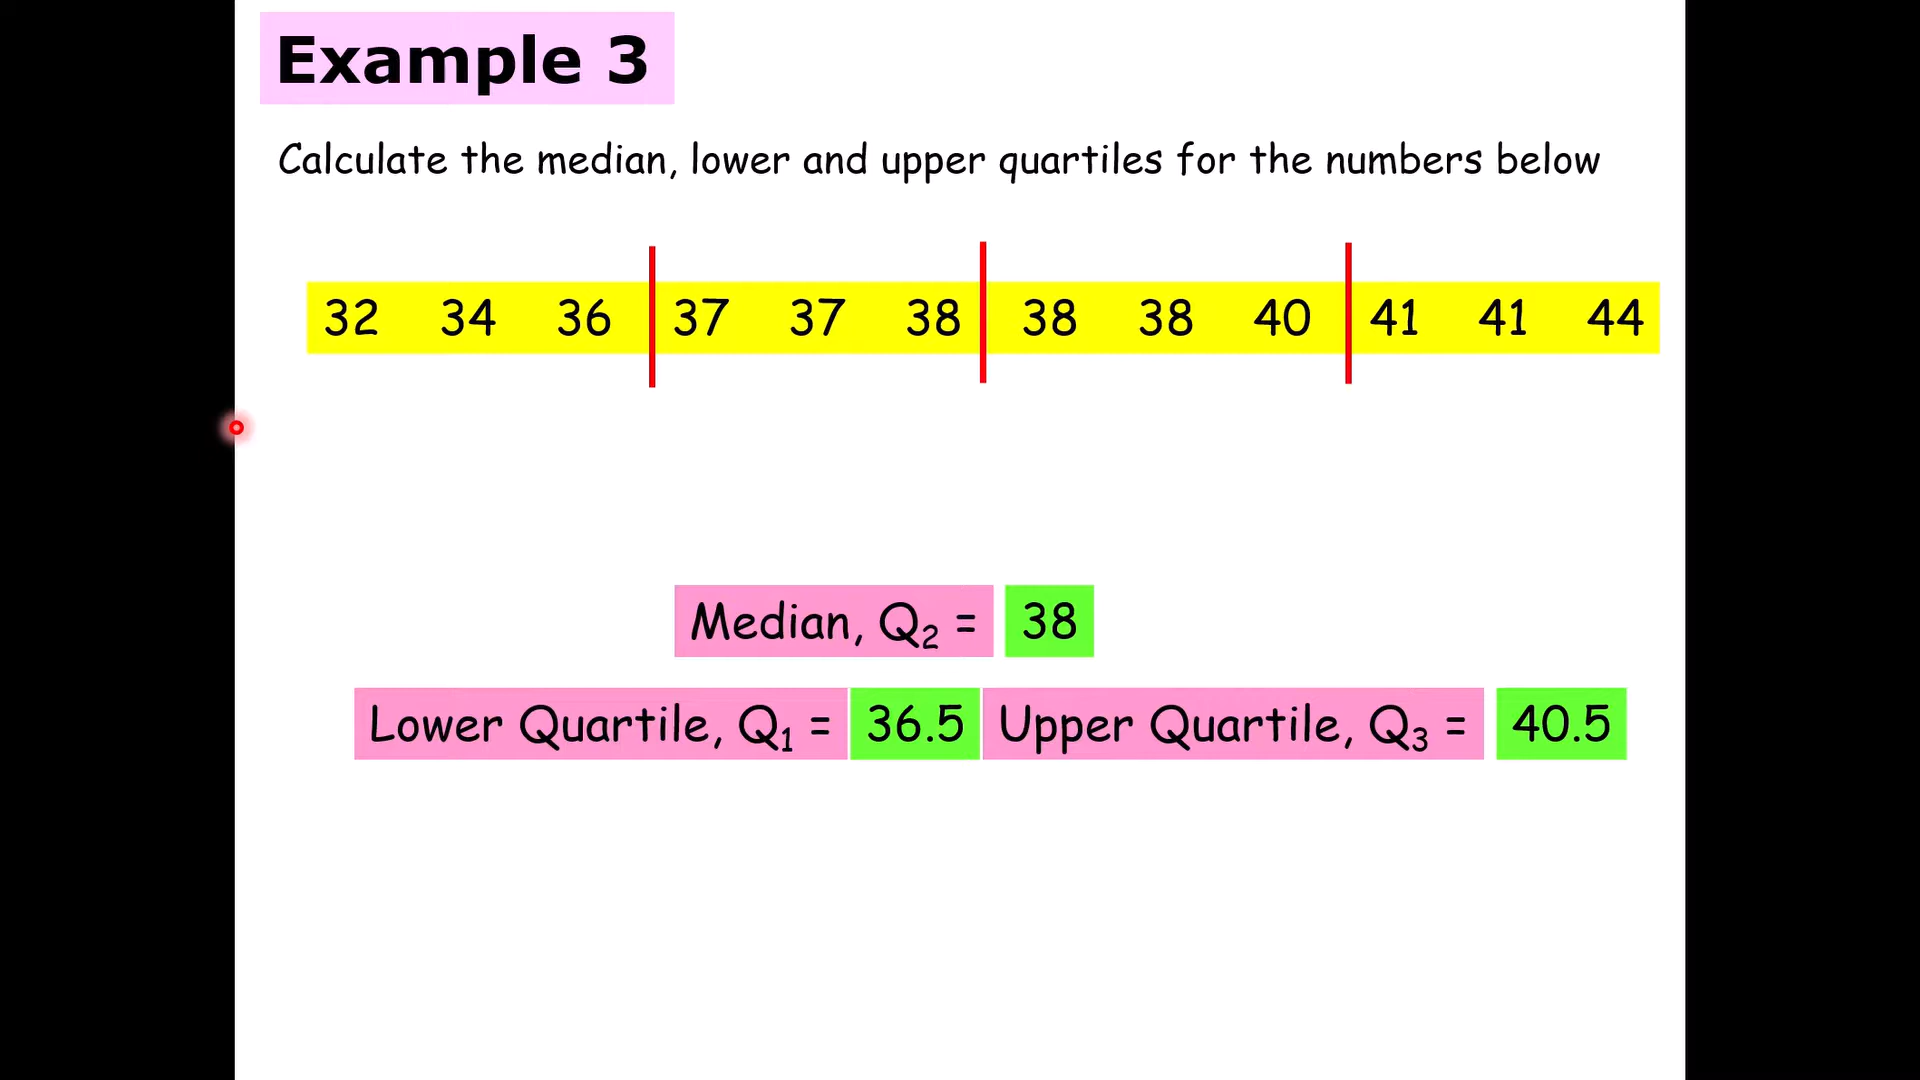 Example 3
Calculate the median, lower and upper quartiles for the numbers below
32 34 36 37 37 38 38 38 40 41 41 44
Median, Q₂ = 38
Lower Quartile, Q₁ = 36.5 Upper Quartile, Q₃ = 40.5